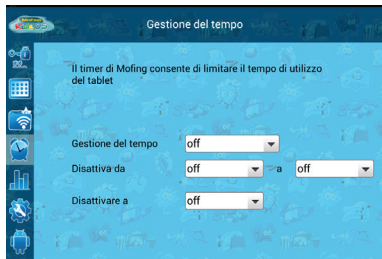 Gestione del tempo
Il timer di Mofing consente di limitare il tempo di utilizzo
del tablet
Gestione del tempo off
Disattiva da off a off
Disattivare a off